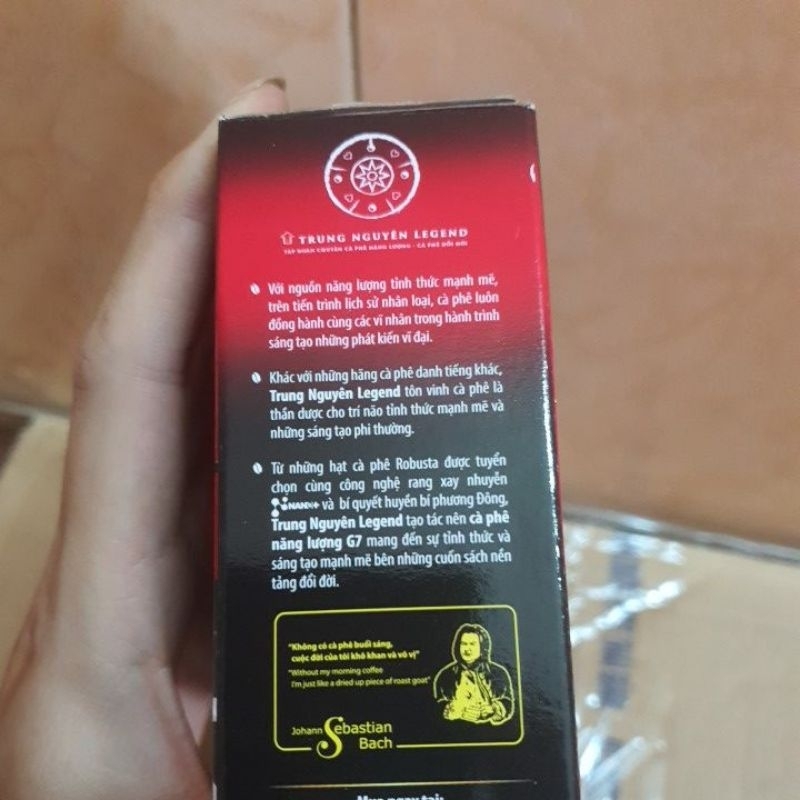 TRUNG NGUYÊN LEGEND
TẬP ĐOÀN CHUYÊN CÀ PHÊ NĂNG LƯỢNG - CÀ PHÊ ĐỔI ĐỜI
Với nguồn năng lượng tỉnh thức mạnh mẽ,
trên tiến trình lịch sử nhân loại, cà phê luôn
đồng hành cùng các vĩ nhân trong hành trình
sáng tạo những phát kiến vĩ đại.
Khác với những hãng cà phê danh tiếng khác,
Trung Nguyên Legend tôn vinh cà phê là
thần dược cho trí não tỉnh thức mạnh mẽ và
những sáng tạo phi thường.
Từ những hạt cà phê Robusta được tuyển
chọn cùng công nghệ rang xay nhuyễn
và bí quyết huyền bí phương Đông,
Trung Nguyên Legend tạo tác nên cà phê
năng lượng G7 mang đến sự tỉnh thức và
sáng tạo mạnh mẽ bên những cuốn sách nền
tảng đổi đời.
"Không có cà phê buổi sáng,
cuộc đời của tôi khô khan và vô vị"
"Without my morning coffee
I'm just like a dried up piece of roast goat"
Johann Sebastian
Bach
Mua ngay tại: